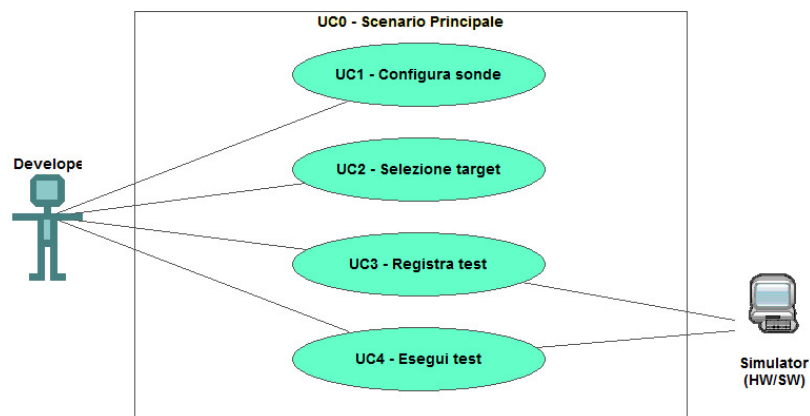 UC0 - Scenario Principale
UC1 - Configura sonde
Develope
UC2 - Selezione target
UC3 - Registra test
UC4 - Esegui test
Simulator
(HW/SW)